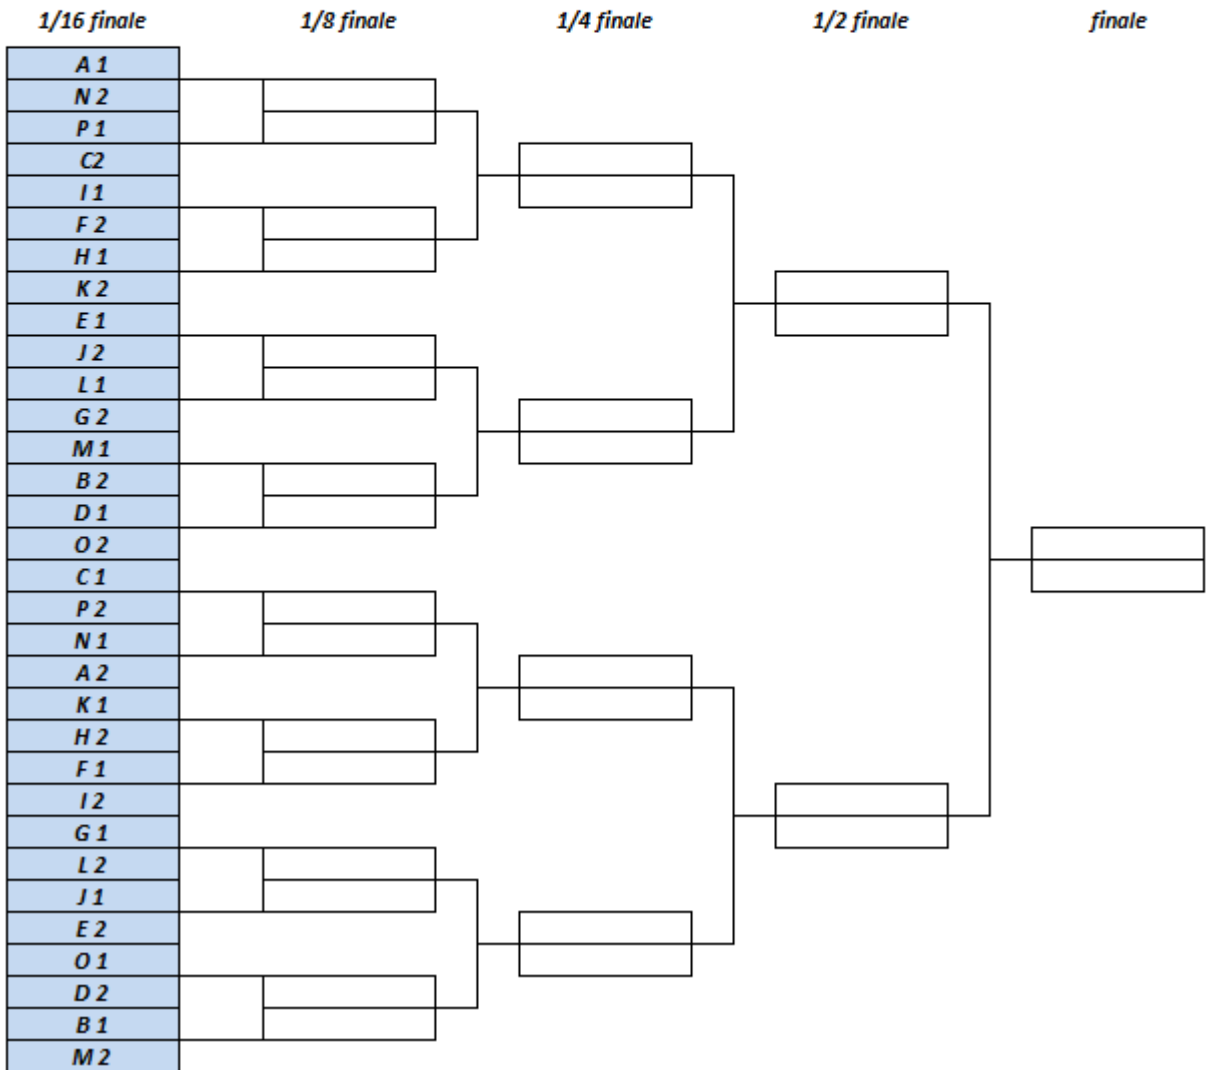 1/16 finale 1/8 finale 1/4 finale 1/2 finale finale
A 1
N 2
P 1
C2
I 1
F 2
H 1
K 2
E 1
J 2
L 1
G 2
M 1
B 2
D 1
O 2
C 1
P 2
N 1
A 2
K 1
H 2
F 1
I 2
G 1
L 2
J 1
E 2
O 1
D 2
B 1
M 2